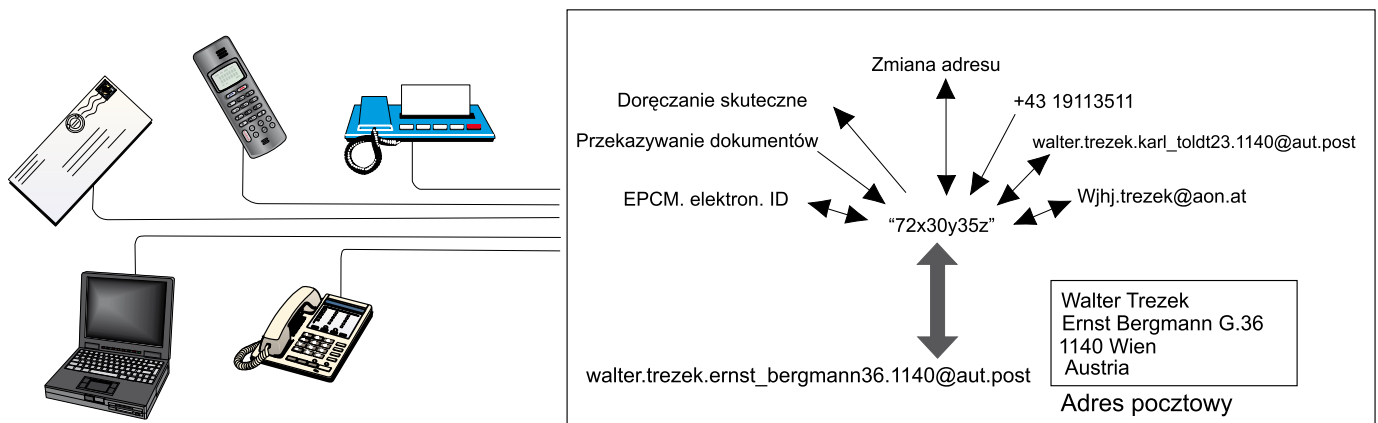 Zmiana adresu
Doręczanie skuteczne
+43 19113511
Przekazywanie dokumentów
walter.trezek.karl_toldt23.1140@aut.post
EPCM. elektron. ID
Wjhj.trezek@aon.at
“72x30y35z”
Walter Trezek
Ernst Bergmann G.36
1140 Wien
Austria
walter.trezek.ernst_bergmann36.1140@aut.post
Adres pocztowy